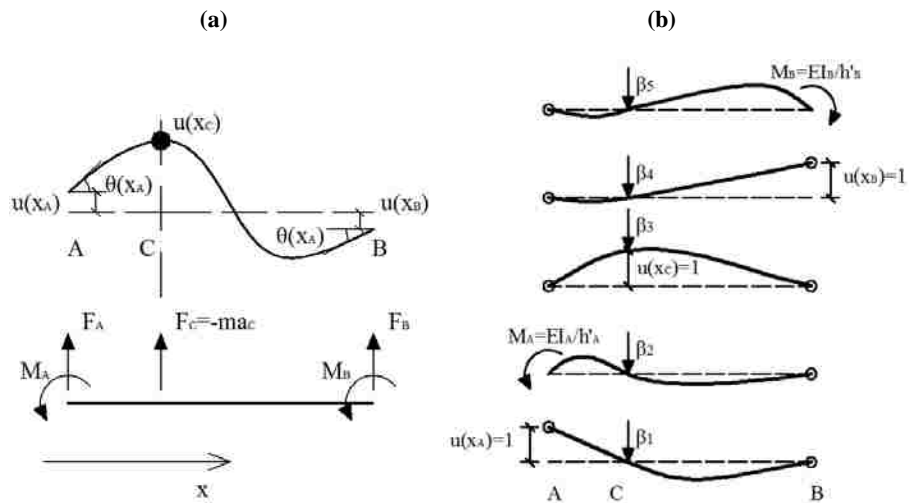 (a)
u(xC)
θ(xA)
u(xA)
u(xB)
θ(xA)
A
C
B
FA
FC=-maC
FB
MA
MB
x
(b)
β5
MB=EIB/h'B
β4
u(xB)=1
β3
u(xC)=1
MA=EIA/h'A
β2
u(xA)=1
β1
A
C
B